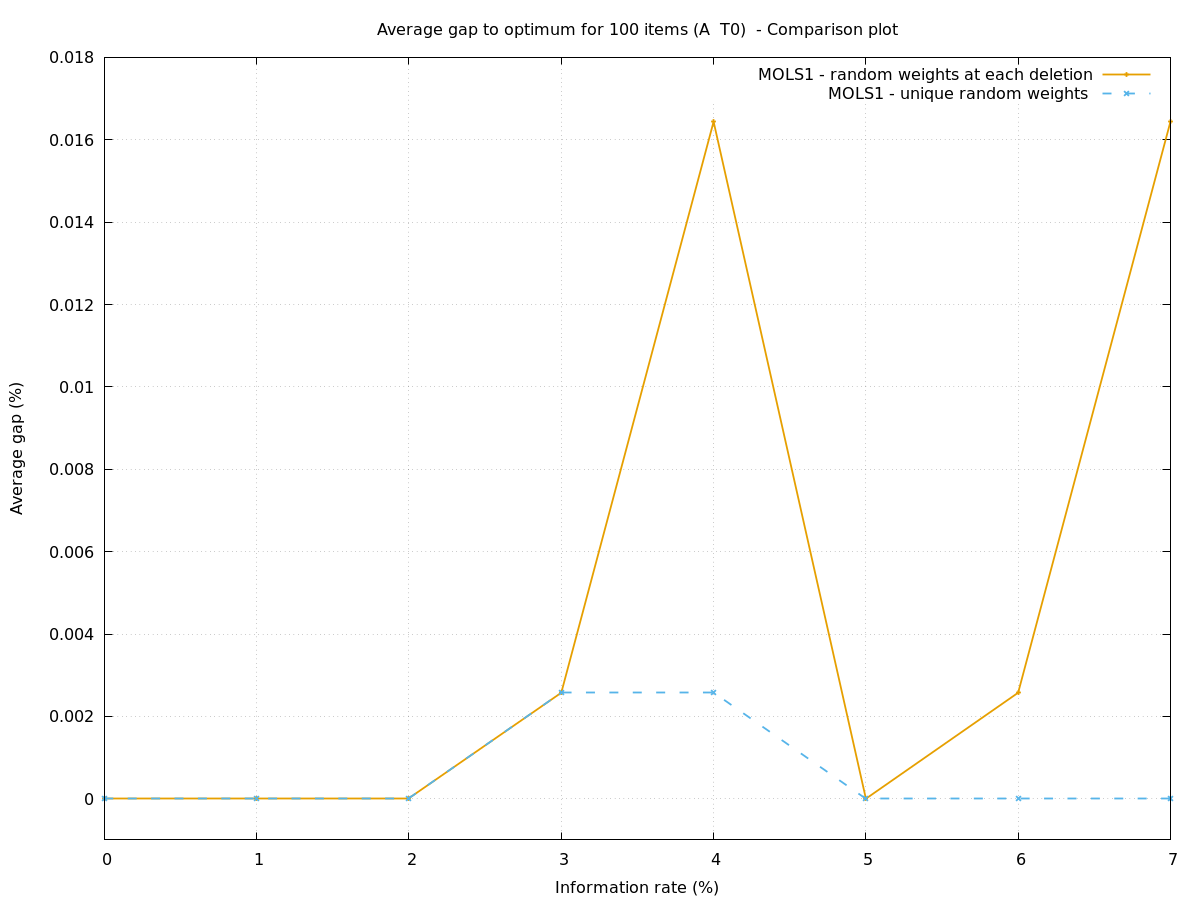 Average gap to optimum for 100 items (A  T0)  - Comparison plot
MOLS1 - random weights at each deletion
MOLS1 - unique random weights
0.018
0.016
0.014
0.012
0.01
0.008
0.006
0.004
0.002
0
Average gap (%)
0 1 2 3 4 5 6 7
Information rate (%)